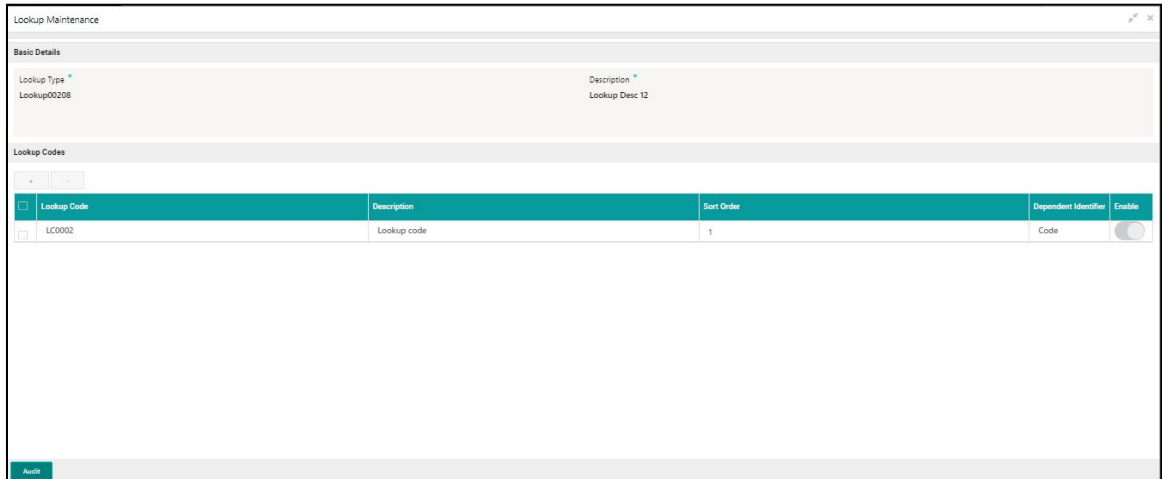 Lookup Maintenance
Basic Details
Lookup Type * Description *
Lookup00208 Lookup Desc 12
Lookup Codes
+ -
Lookup Code Description Sort Order Dependent Identifier Enable
LC0002 Lookup code 1 Code
Audit